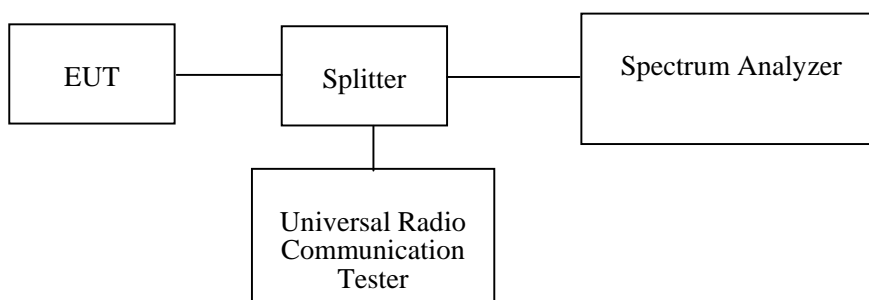 EUT
Splitter
Spectrum Analyzer
Universal Radio
Communication
Tester